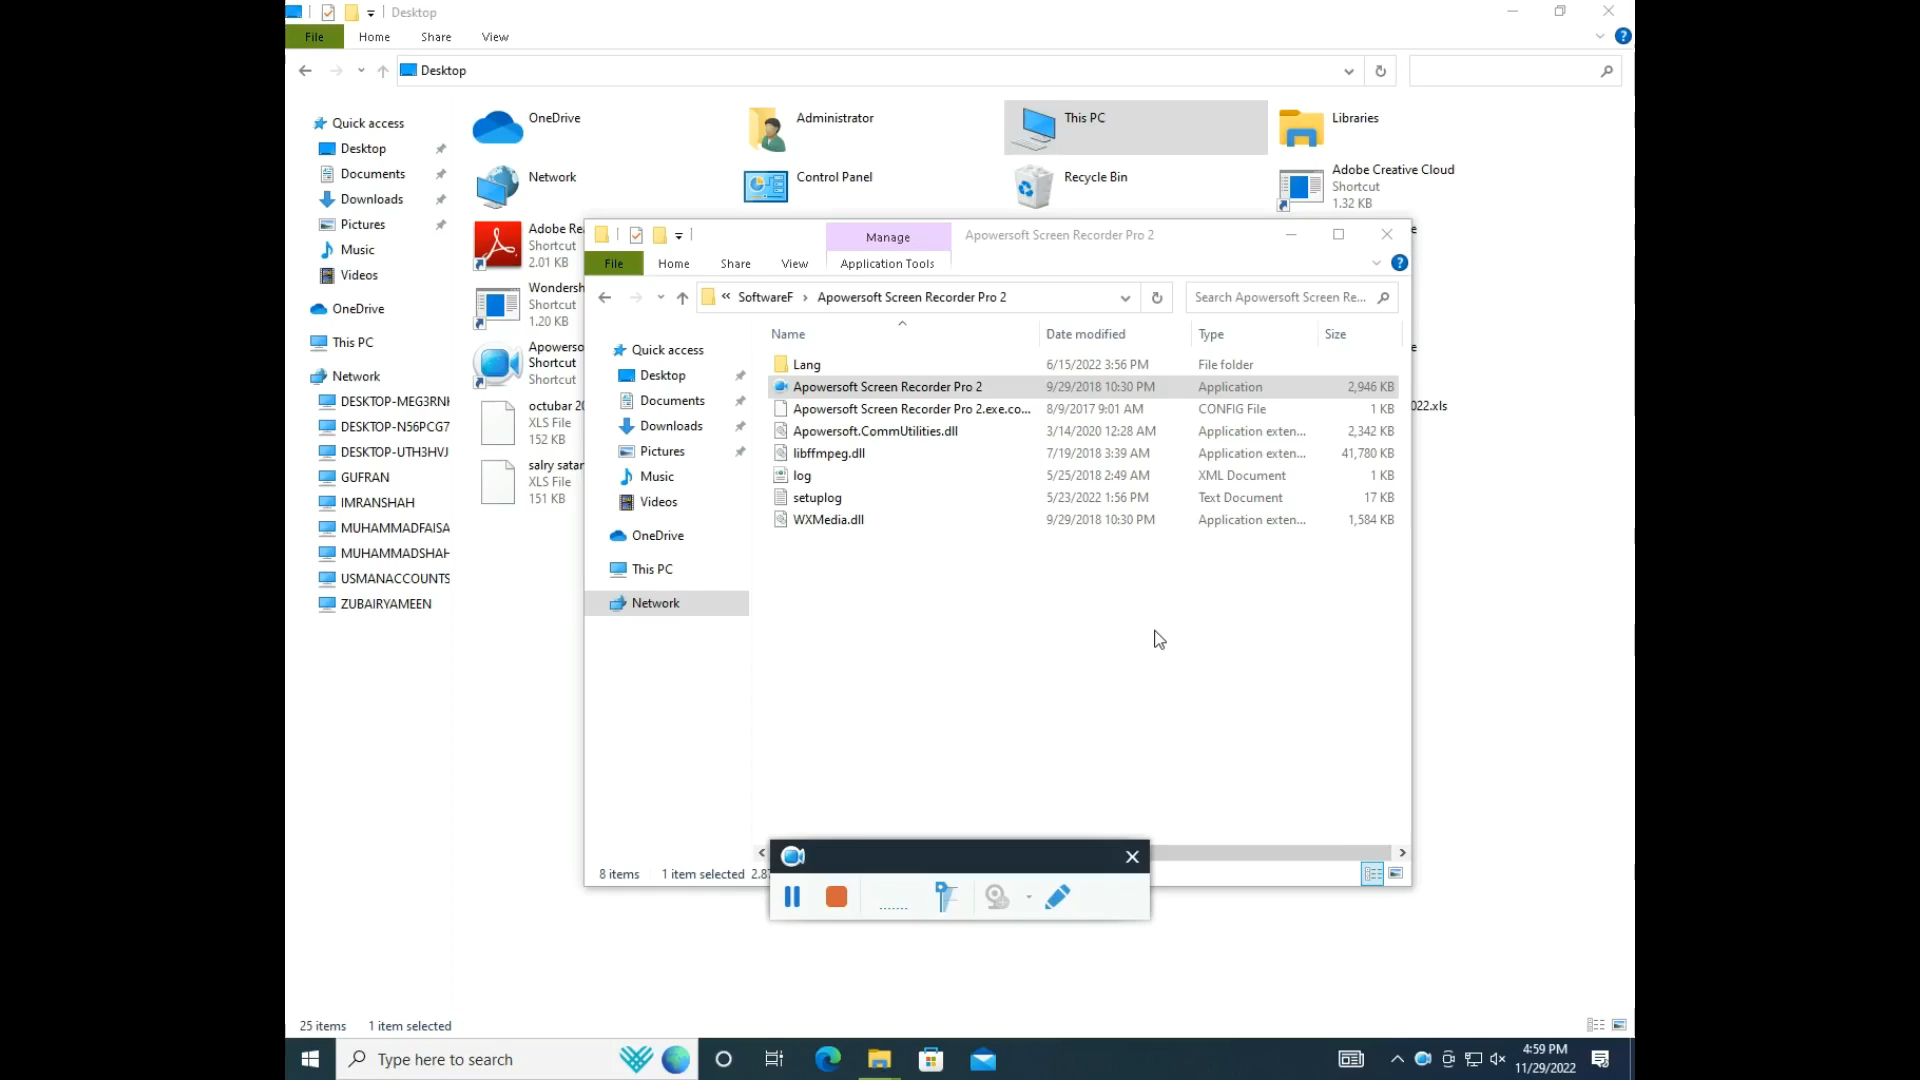 Desktop
File Home Share View
Desktop
Quick access
Desktop
Documents
Downloads
Pictures
Music
Videos
OneDrive
This PC
Network
DESKTOP-MEG3RNH
DESKTOP-N56PCG7
DESKTOP-UTH3HVJ
GUFRAN
IMRANSHAH
MUHAMMADFAISA
MUHAMMADSHAH
USMANACCOUNTS
ZUBAIRYAMEEN
OneDrive
Administrator
This PC
Libraries
Network
Control Panel
Recycle Bin
Adobe Creative Cloud
Shortcut
1.32 KB
Adobe Rea
Shortcut
2.01 KB
Wondersh
Shortcut
1.20 KB
Apowerso
Shortcut
Shortcut
octubar 20
XLS File
152 KB
salry satar
XLS File
151 KB
022.xls
Manage
Apowersoft Screen Recorder Pro 2
File Home Share View Application Tools
« SoftwareF › Apowersoft Screen Recorder Pro 2
Search Apowersoft Screen Re...
Quick access
Desktop
Documents
Downloads
Pictures
Music
Videos
OneDrive
This PC
Network
Name Date modified Type Size
Lang 6/15/2022 3:56 PM File folder
Apowersoft Screen Recorder Pro 2 9/29/2018 10:30 PM Application 2,946 KB
Apowersoft Screen Recorder Pro 2.exe.co... 8/9/2017 9:01 AM CONFIG File 1 KB
Apowersoft.CommUtilities.dll 3/14/2020 12:28 AM Application exten... 2,342 KB
libffmpeg.dll 7/19/2018 3:39 AM Application exten... 41,780 KB
log 5/25/2018 2:49 AM XML Document 1 KB
setuplog 5/23/2022 1:56 PM Text Document 17 KB
WXMedia.dll 9/29/2018 10:30 PM Application exten... 1,584 KB
8 items 1 item selected 2.87
25 items 1 item selected
Type here to search
4:59 PM
11/29/2022